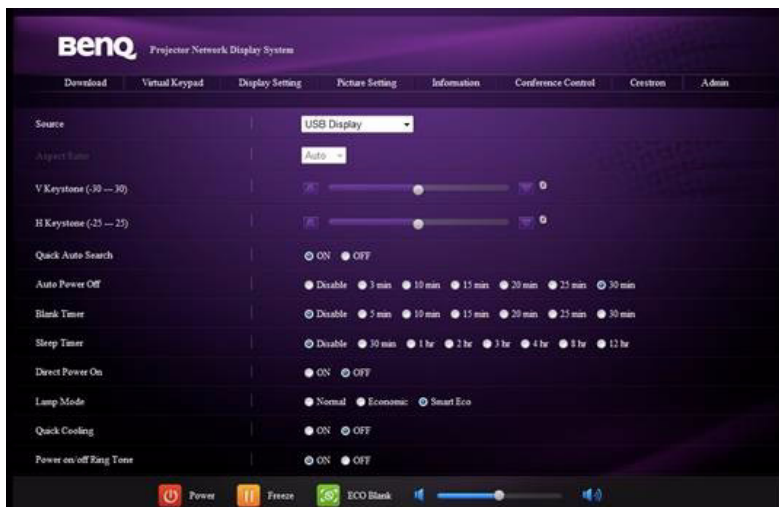 BenQ Projector Network Display System
Download Virtual Keypad Display Setting Picture Setting Information Conference Control Crestron Admin
Source USB Display
Aspect Ratio Auto
V Keystone (-30 --- 30) 0
H Keystone (-25 --- 25) 0
Quick Auto Search ON OFF
Auto Power Off Disable 3 min 10 min 15 min 20 min 25 min 30 min
Blank Timer Disable 5 min 10 min 15 min 20 min 25 min 30 min
Sleep Timer Disable 30 min 1 hr 2 hr 3 hr 4 hr 8 hr 12 hr
Direct Power On ON OFF
Lamp Mode Normal Economic Smart Eco
Quick Cooling ON OFF
Power on/off Ring Tone ON OFF
Power Freeze ECO Blank